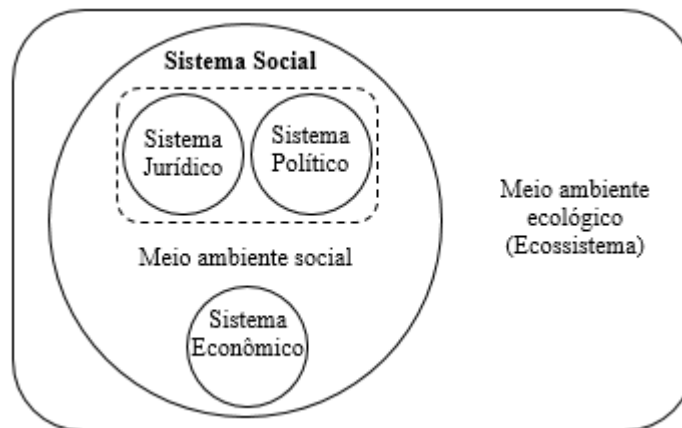 Sistema Social
Sistema
Jurídico
Sistema
Político
Meio ambiente
ecológico
(Ecossistema)
Meio ambiente social
Sistema
Econômico